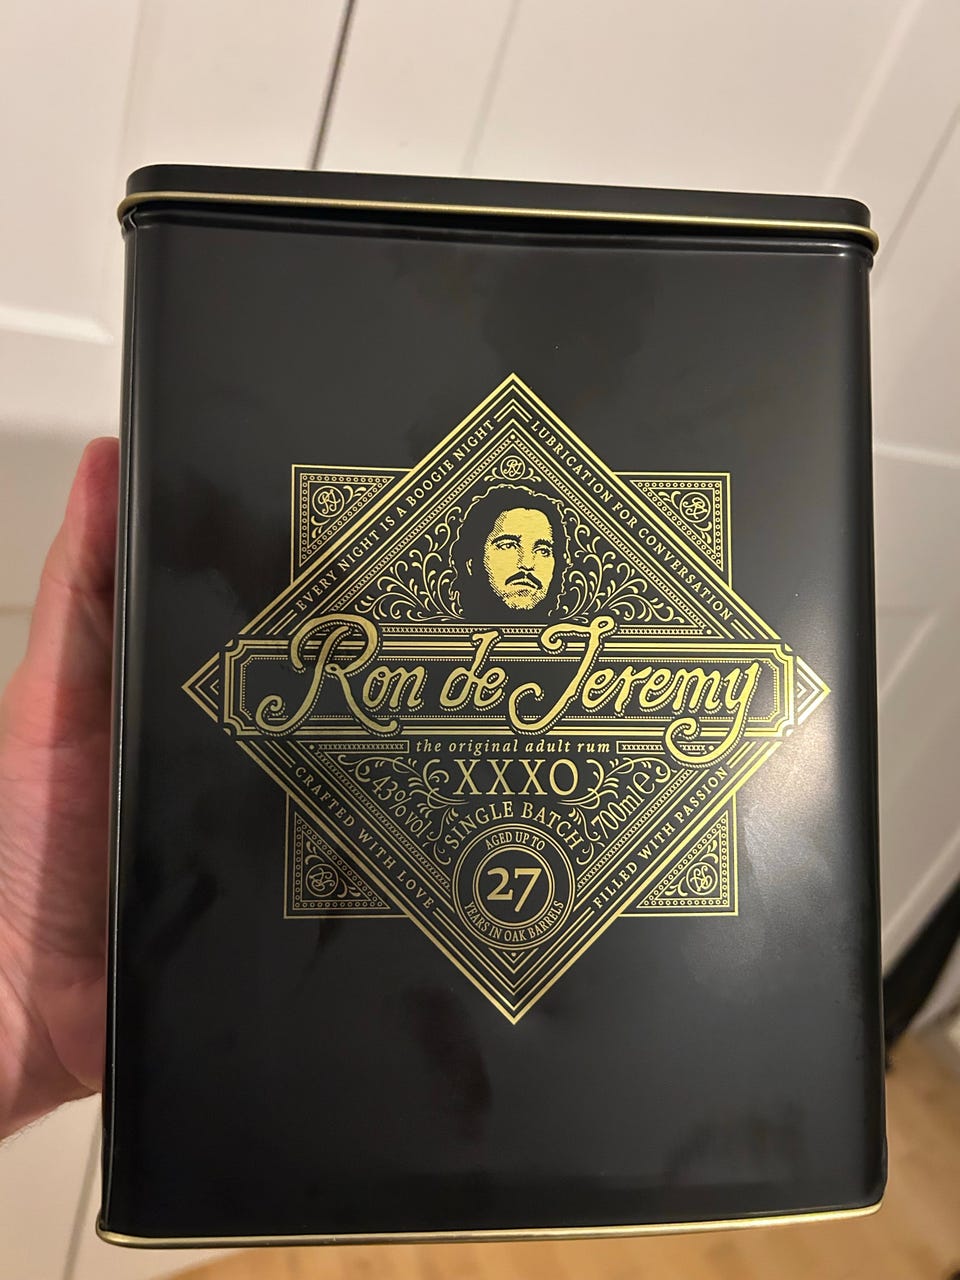 EVERY NIGHT IS A BOOGIE NIGHT
LUBRICATION FOR CONVERSATION
Ron de Jeremy
the original adult rum
XXXO
43%vol
SINGLE BATCH
700ml e
AGED UP TO
27
YEARS IN OAK BARRELS
CRAFTED WITH LOVE
FILLED WITH PASSION